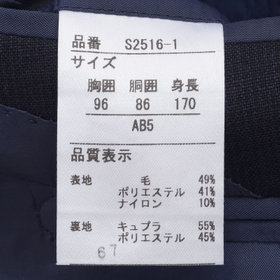 品番 S2516-1
サイズ
胸囲 胴囲 身長
96 86 170
AB5
品質表示
表地 毛 49%
ポリエステル 41%
ナイロン 10%
裏地 キュプラ 55%
ポリエステル 45%
67